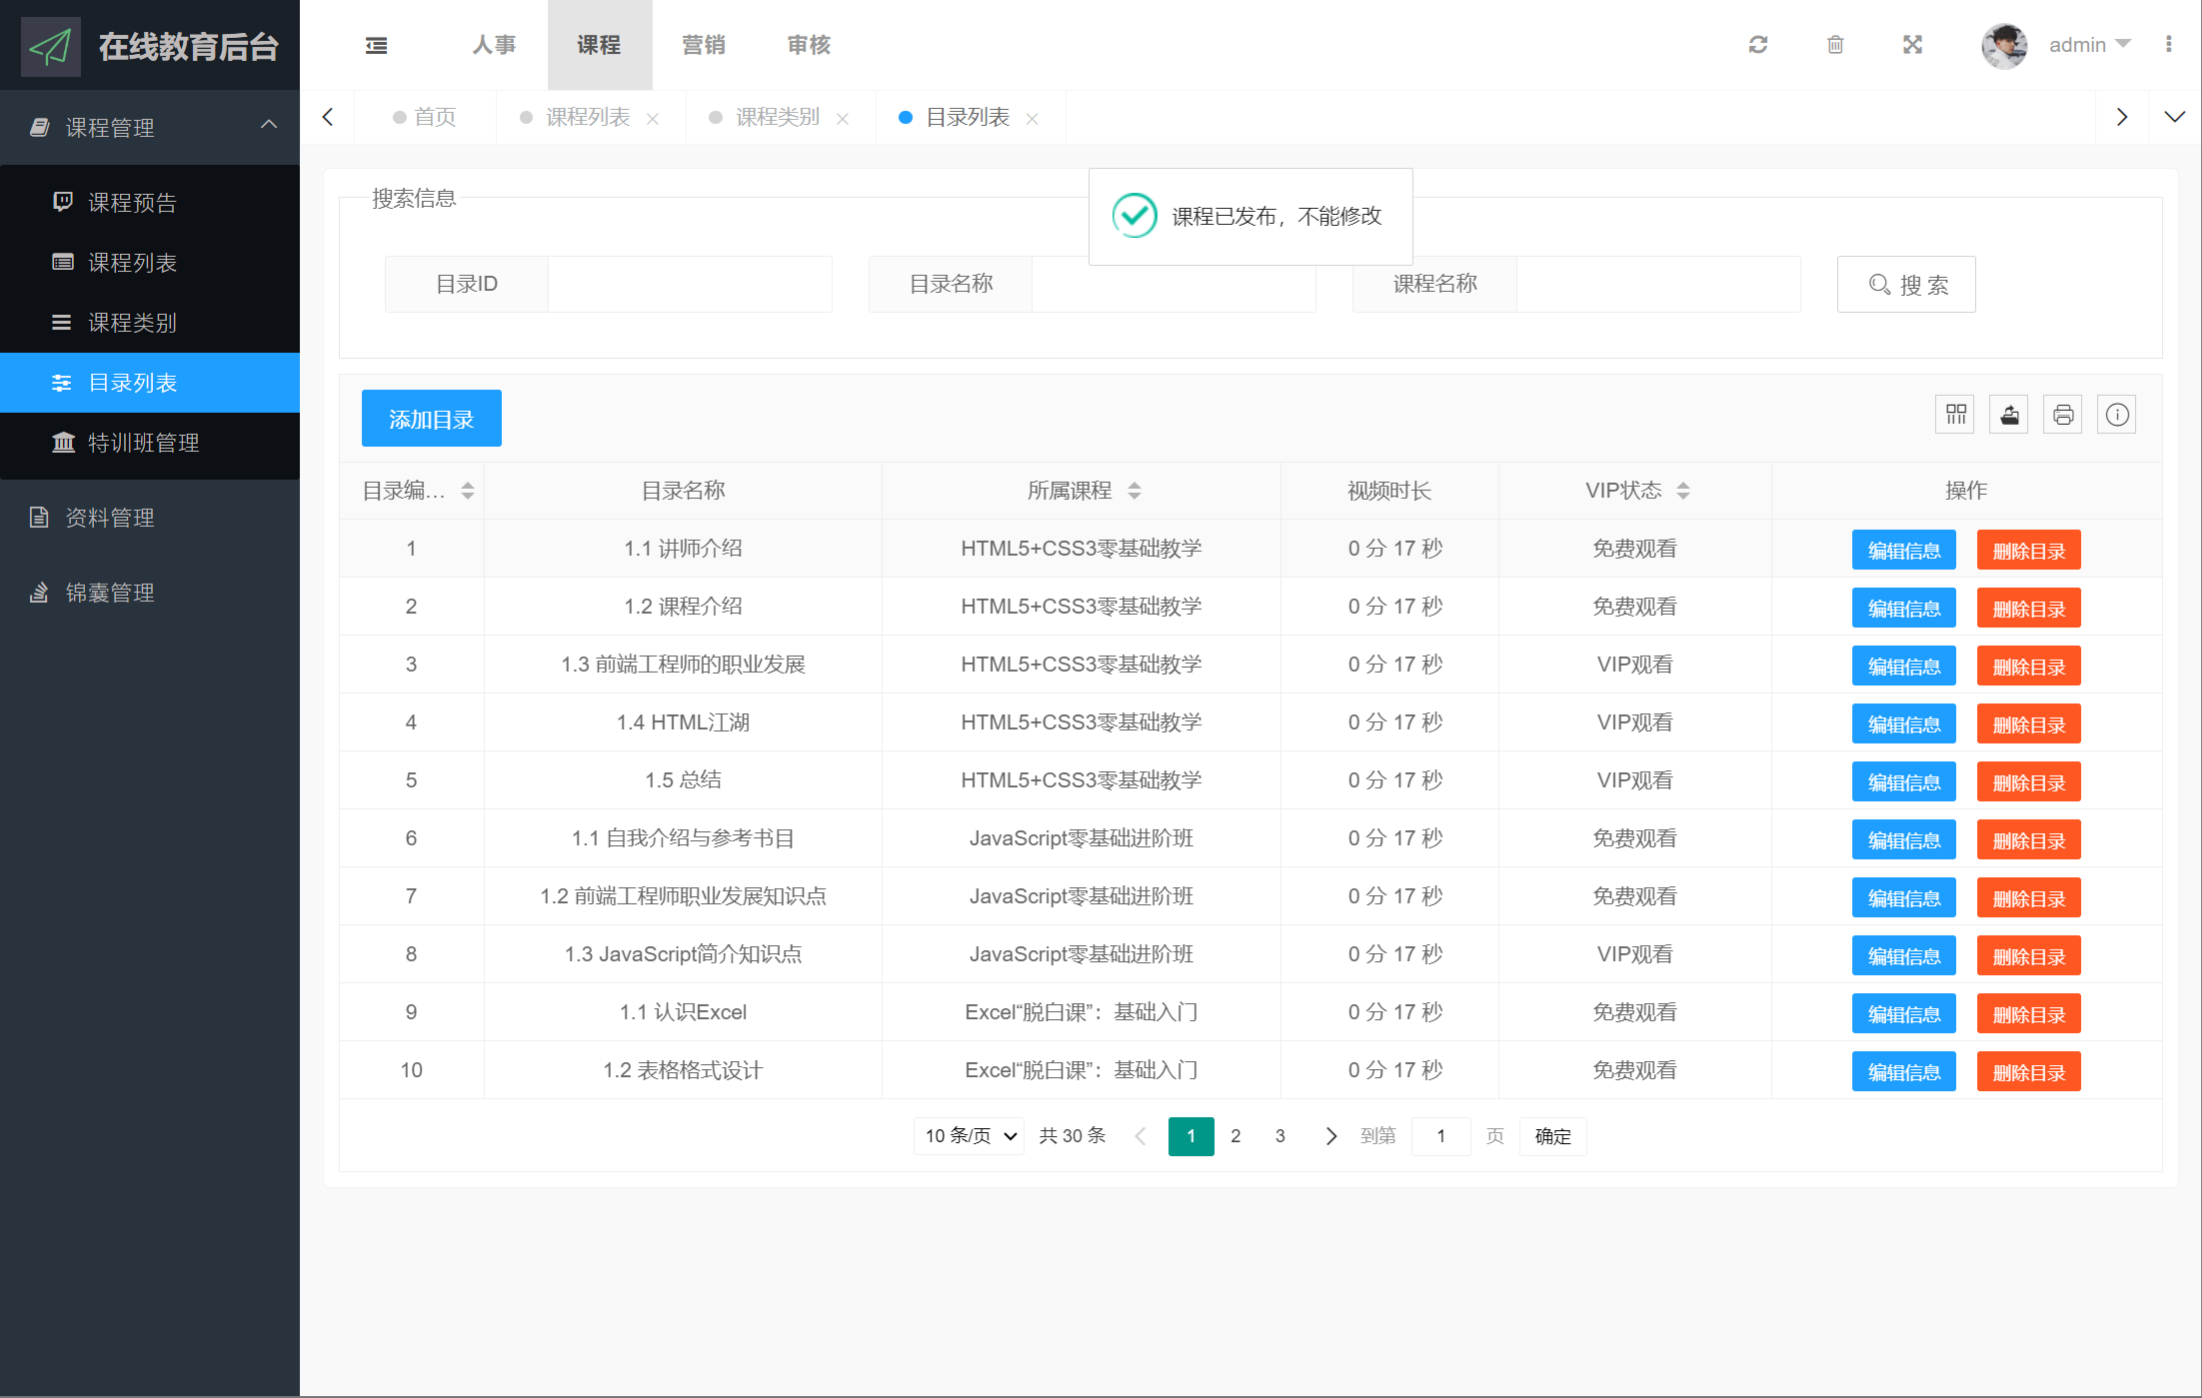 在线教育后台
人事 课程 营销 审核
admin
课程管理
课程预告
课程列表
课程类别
目录列表
特训班管理
资料管理
锦囊管理
首页 课程列表 课程类别 目录列表
课程已发布，不能修改
搜索信息
目录ID 目录名称 课程名称 搜 索
添加目录
目录编... 目录名称 所属课程 视频时长 VIP状态 操作
1 1.1 讲师介绍 HTML5+CSS3零基础教学 0 分 17 秒 免费观看 编辑信息 删除目录
2 1.2 课程介绍 HTML5+CSS3零基础教学 0 分 17 秒 免费观看 编辑信息 删除目录
3 1.3 前端工程师的职业发展 HTML5+CSS3零基础教学 0 分 17 秒 VIP观看 编辑信息 删除目录
4 1.4 HTML江湖 HTML5+CSS3零基础教学 0 分 17 秒 VIP观看 编辑信息 删除目录
5 1.5 总结 HTML5+CSS3零基础教学 0 分 17 秒 VIP观看 编辑信息 删除目录
6 1.1 自我介绍与参考书目 JavaScript零基础进阶班 0 分 17 秒 免费观看 编辑信息 删除目录
7 1.2 前端工程师职业发展知识点 JavaScript零基础进阶班 0 分 17 秒 免费观看 编辑信息 删除目录
8 1.3 JavaScript简介知识点 JavaScript零基础进阶班 0 分 17 秒 VIP观看 编辑信息 删除目录
9 1.1 认识Excel Excel“脱白课”：基础入门 0 分 17 秒 免费观看 编辑信息 删除目录
10 1.2 表格格式设计 Excel“脱白课”：基础入门 0 分 17 秒 免费观看 编辑信息 删除目录
10 条/页 共 30 条 1 2 3 到第 1 页 确定